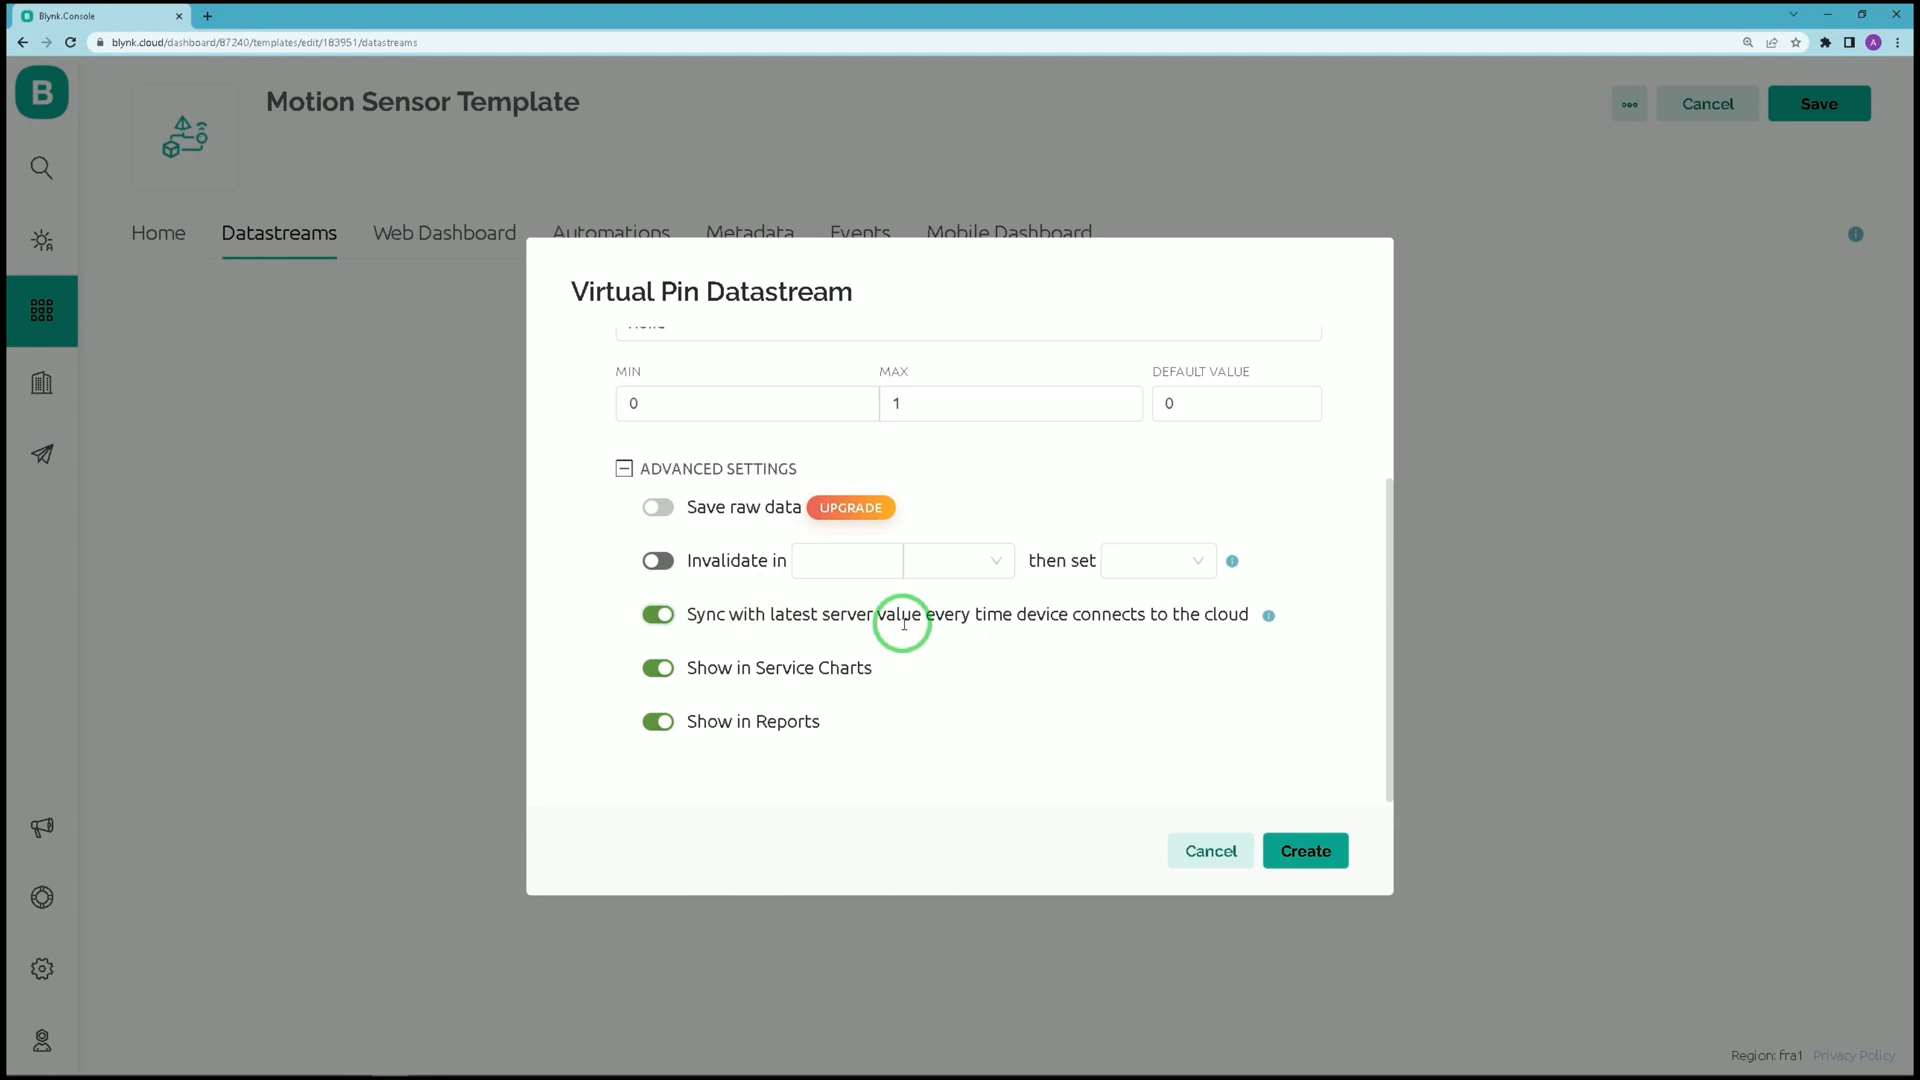 B Blynk.Console
blynk.cloud/dashboard/87240/templates/edit/183951/datastreams
A
B
Motion Sensor Template
Cancel
Save
Home
Datastreams
Web Dashboard
Automations
Metadata
Events
Mobile Dashboard
Virtual Pin Datastream
MIN
MAX
DEFAULT VALUE
0
1
0
ADVANCED SETTINGS
Save raw data UPGRADE
Invalidate in
then set
Sync with latest server value every time device connects to the cloud
Show in Service Charts
Show in Reports
Cancel
Create
Region: fra1 Privacy Policy